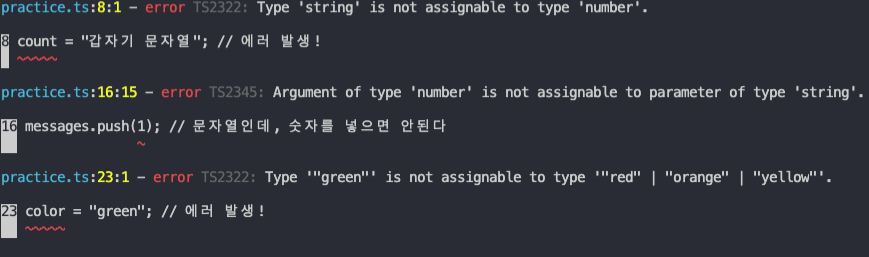 practice.ts:8:1 - error TS2322: Type 'string' is not assignable to type 'number'.
8 count = "갑자기 문자열"; // 에러 발생!
practice.ts:16:15 - error TS2345: Argument of type 'number' is not assignable to parameter of type 'string'.
16 messages.push(1); // 문자열인데, 숫자를 넣으면 안된다
practice.ts:23:1 - error TS2322: Type '"green"' is not assignable to type '"red" | "orange" | "yellow"'.
23 color = "green"; // 에러 발생!